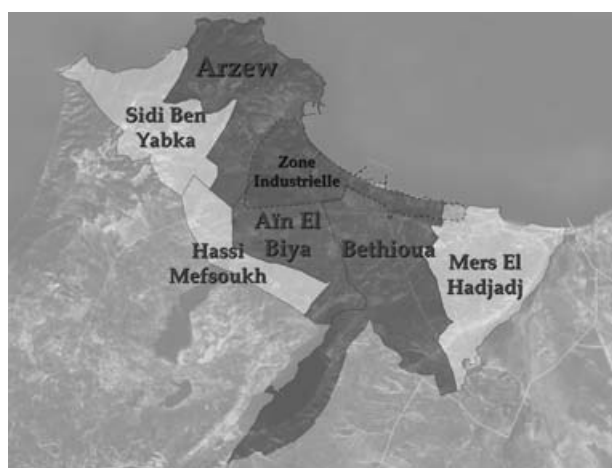 Arzew
Sidi Ben
Yabka
Zone
Industrielle
Aïn El
Biya
Bethioua
Hassi
Mefsoukh
Mers El
Hadjadj